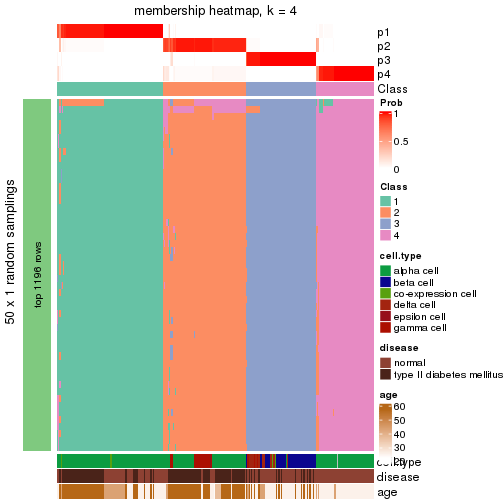 membership heatmap, k = 4
p1
p2
p3
p4
Class
50 x 1 random samplings
top 1196 rows
Prob
1
0.5
0
Class
1
2
3
4
cell.type
alpha cell
beta cell
co-expression cell
delta cell
epsilon cell
gamma cell
disease
normal
type II diabetes mellitus
age
60
50
40
30
cell.type
disease
age